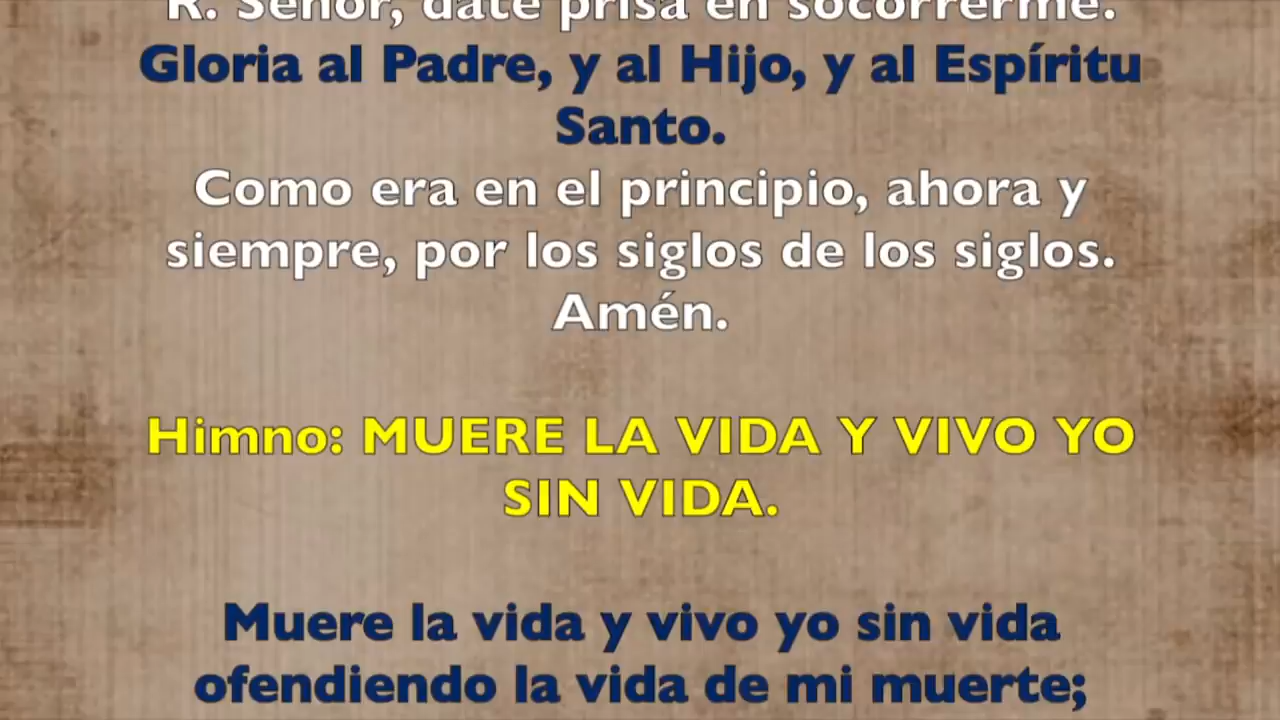 R. Señor, date prisa en socorrerme.
Gloria al Padre, y al Hijo, y al Espíritu
Santo.
Como era en el principio, ahora y
siempre, por los siglos de los siglos.
Amén.
Himno: MUERE LA VIDA Y VIVO YO
SIN VIDA.
Muere la vida y vivo yo sin vida
ofendiendo la vida de mi muerte;